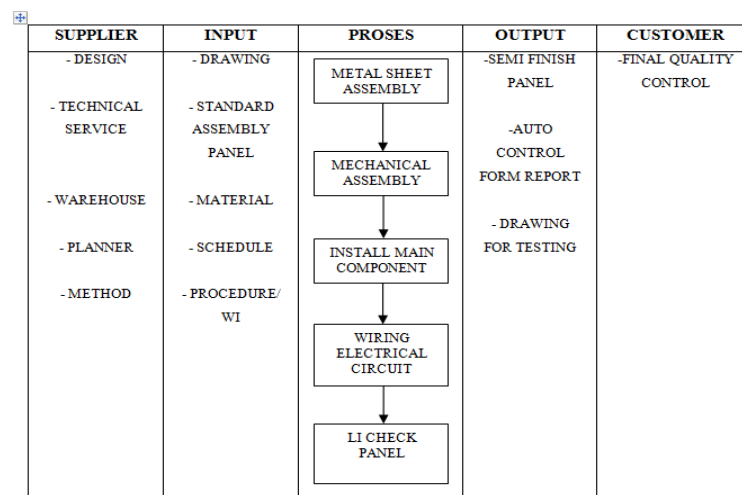 SUPPLIER
INPUT
PROSES
OUTPUT
CUSTOMER
- DESIGN
- TECHNICAL
SERVICE
- WAREHOUSE
- PLANNER
- METHOD
- DRAWING
- STANDARD
ASSEMBLY
PANEL
- MATERIAL
- SCHEDULE
- PROCEDURE/
WI
METAL SHEET
ASSEMBLY
MECHANICAL
ASSEMBLY
INSTALL MAIN
COMPONENT
WIRING
ELECTRICAL
CIRCUIT
LI CHECK
PANEL
-SEMI FINISH
PANEL
-AUTO
CONTROL
FORM REPORT
- DRAWING
FOR TESTING
-FINAL QUALITY
CONTROL